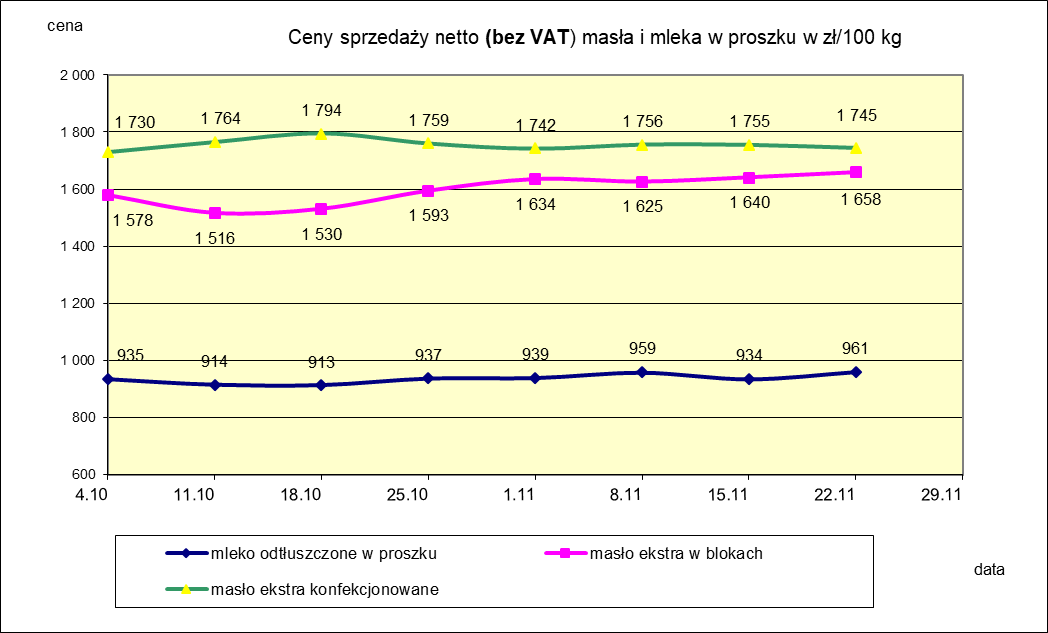 cena
Ceny sprzedaży netto (bez VAT) masła i mleka w proszku w zł/100 kg
2 000
1 800
1 600
1 400
1 200
1 000
800
600
1 730 1 764 1 794 1 759 1 742 1 756 1 755 1 745
1 578 1 516 1 530 1 593 1 634 1 625 1 640 1 658
935 914 913 937 939 959 934 961
4.10 11.10 18.10 25.10 1.11 8.11 15.11 22.11 29.11
mleko odtłuszczone w proszku masło ekstra w blokach
masło ekstra konfekcjonowane
data